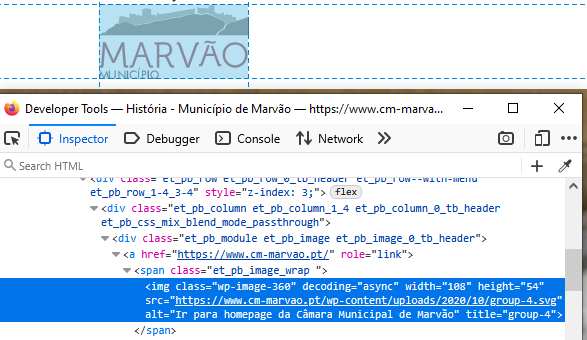 MARVÃO
MUNICÍPIO
Developer Tools — História - Município de Marvão — https://www.cm-marva...
Inspector Debugger Console Network
Search HTML
<div class="et_pb_row et_pb_row_0_tb_header et_pb_row--with-menu
et_pb_row_1-4_3-4" style="z-index: 3;"> flex
<div class="et_pb_column et_pb_column_1_4 et_pb_column_0_tb_header
et_pb_css_mix_blend_mode_passthrough">
<div class="et_pb_module et_pb_image et_pb_image_0_tb_header">
<a href="https://www.cm-marvao.pt/" role="link">
<span class="et_pb_image_wrap ">
<img class="wp-image-360" decoding="async" width="108" height="54"
src="https://www.cm-marvao.pt/wp-content/uploads/2020/10/group-4.svg"
alt="Ir para homepage da Câmara Municipal de Marvão" title="group-4">
</span>